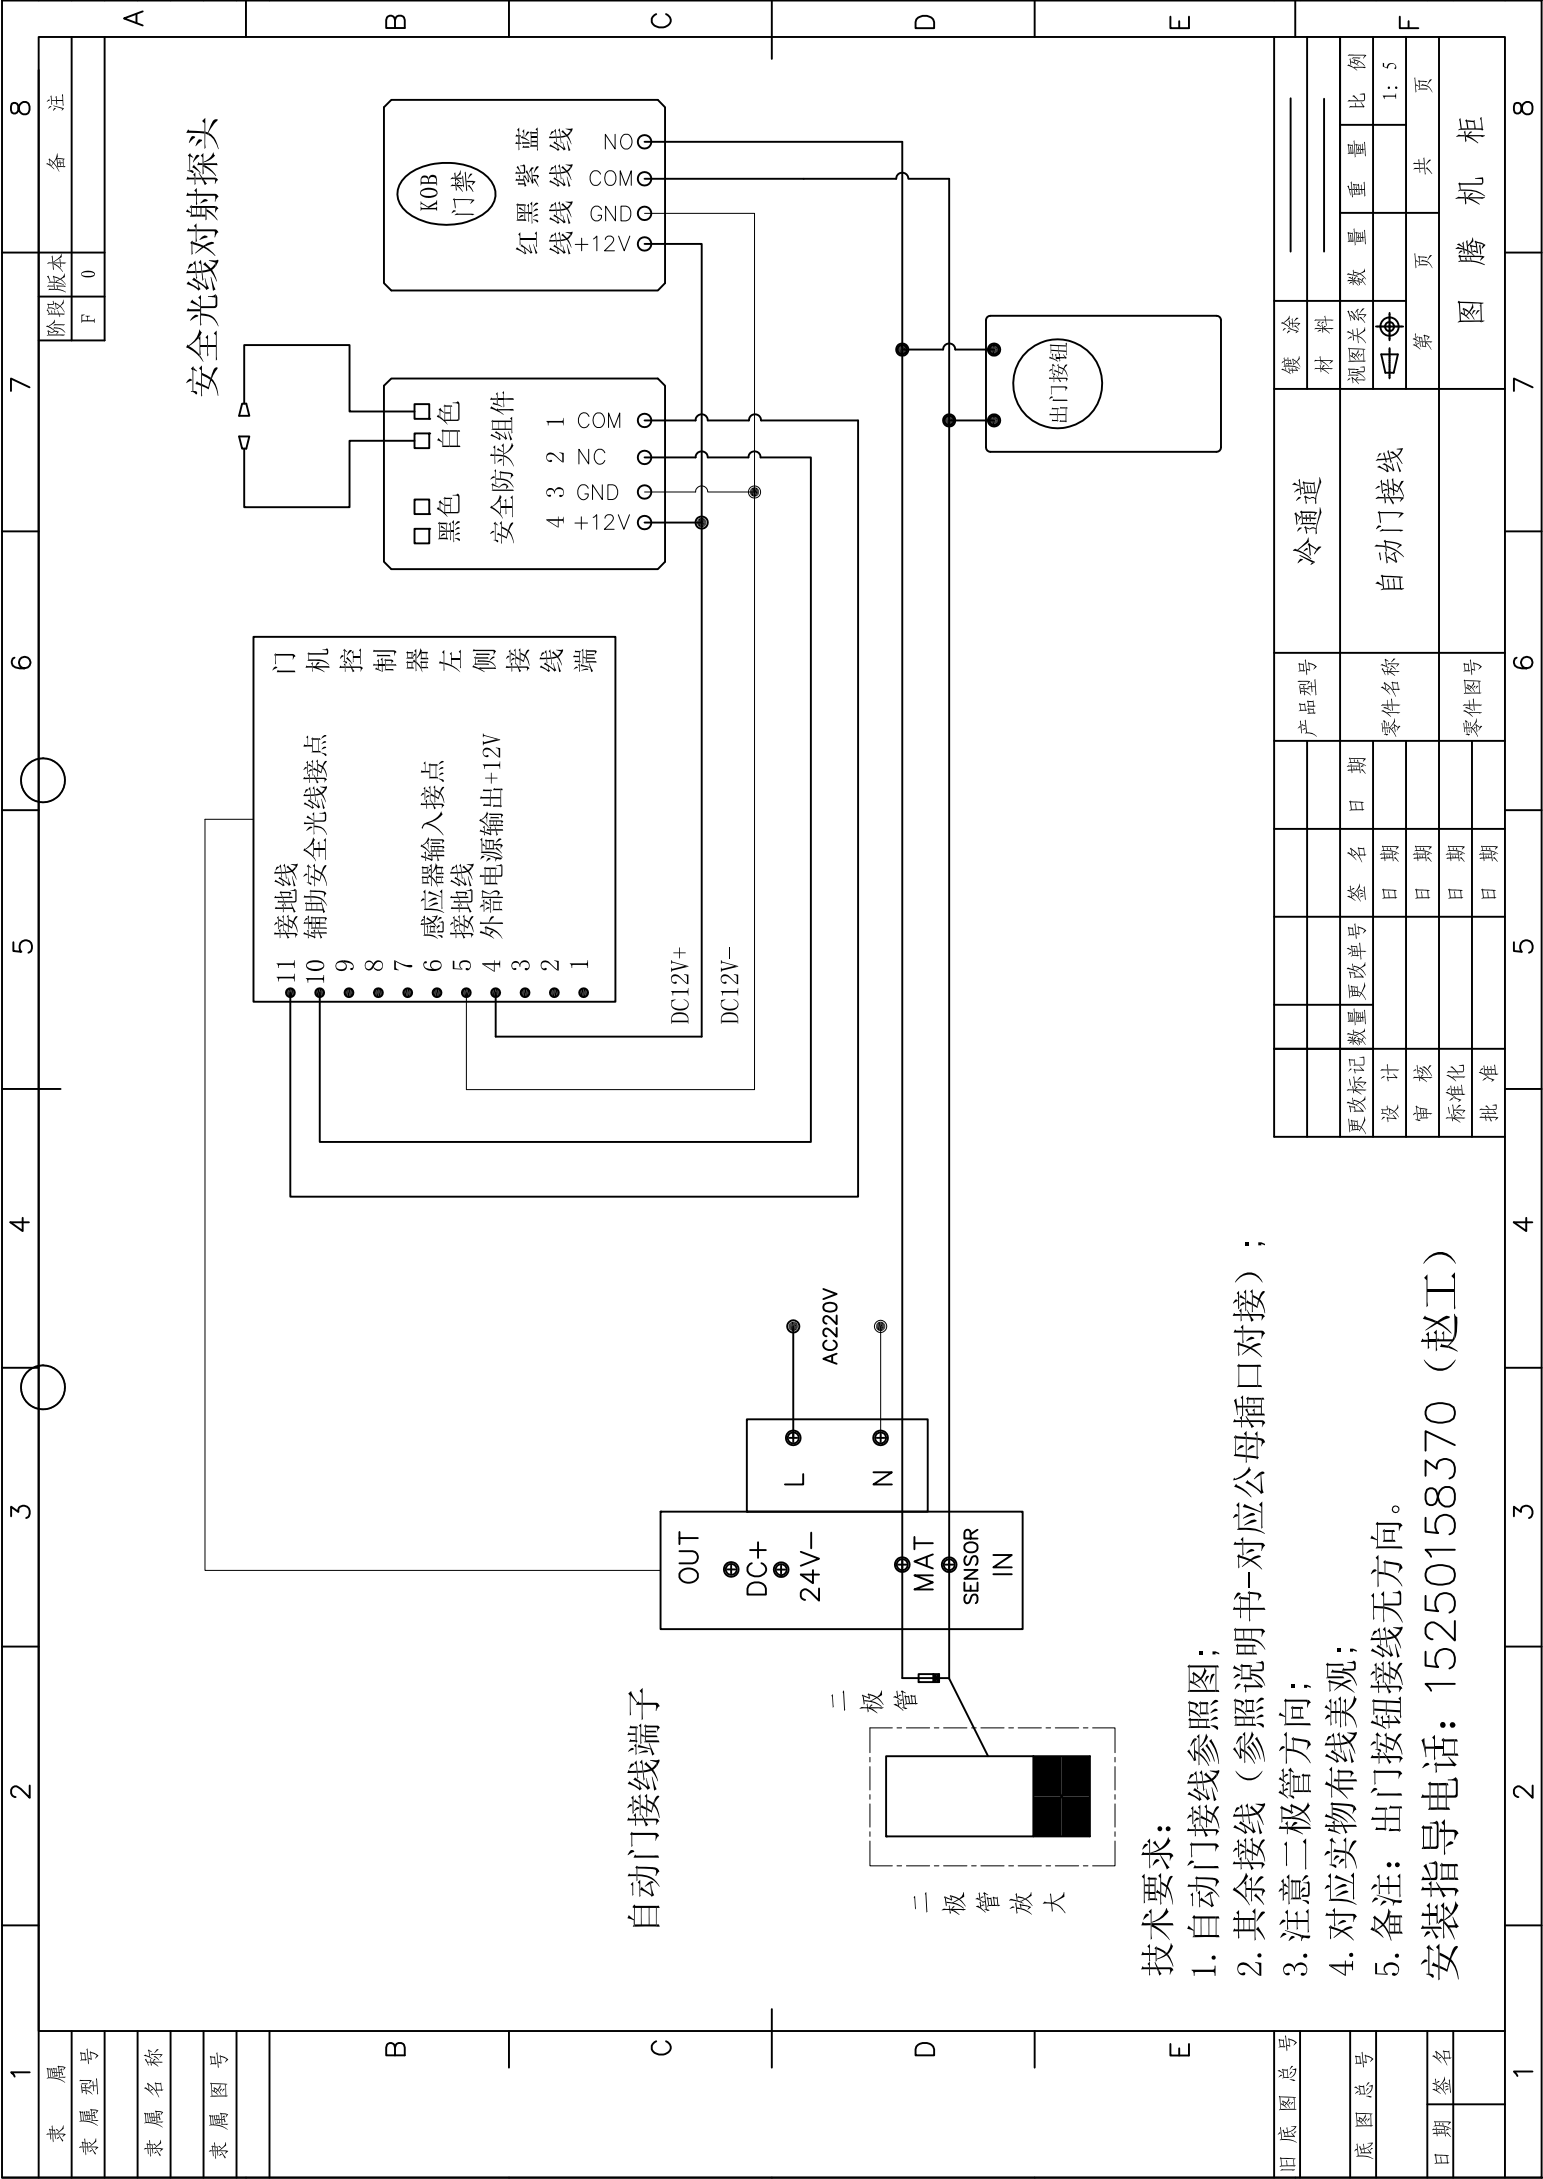 1 2 3 4 5 6 7 8
隶 属
隶 属 型 号
隶 属 名 称
隶 属 图 号
阶段 版本 备 注
F 0
A
B
C
D
E
F
B
C
D
E
安全光线对射探头
门机控制器左侧接线端
11 接地线
10 辅助安全光线接点
9
8
7
6 感应器输入接点
5 接地线
4 外部电源输出+12V
3
2
1
DC12V+
DC12V-
黑色 白色
安全防夹组件
4 3 2 1
+12V GND NC COM
K0B
门禁
红线 黑线 紫线 蓝线
+12V GND COM NO
出门按钮
自动门接线端子
OUT
DC+
24V-
MAT
SENSOR
IN
L
N
AC220V
二极管
二极管放大
技术要求：
1. 自动门接线参照图；
2. 其余接线（参照说明书-对应公母插口对接）；
3. 注意二极管方向；
4. 对应实物布线美观；
5. 备注：出门按钮接线无方向。
安装指导电话：15250158370（赵工）
更改标记 数量 更改单号 签 名 日 期
设 计 日 期
审 核 日 期
标准化 日 期
批 准 日 期
产品型号 冷通道
零件名称 自动门接线
零件图号
镀 涂
材 料
视图关系 数 量 重 量 比 例
1: 5
第 页 共 页
图 腾 机 柜
旧 底 图 总 号
底 图 总 号
日 期 签 名
1 2 3 4 5 6 7 8